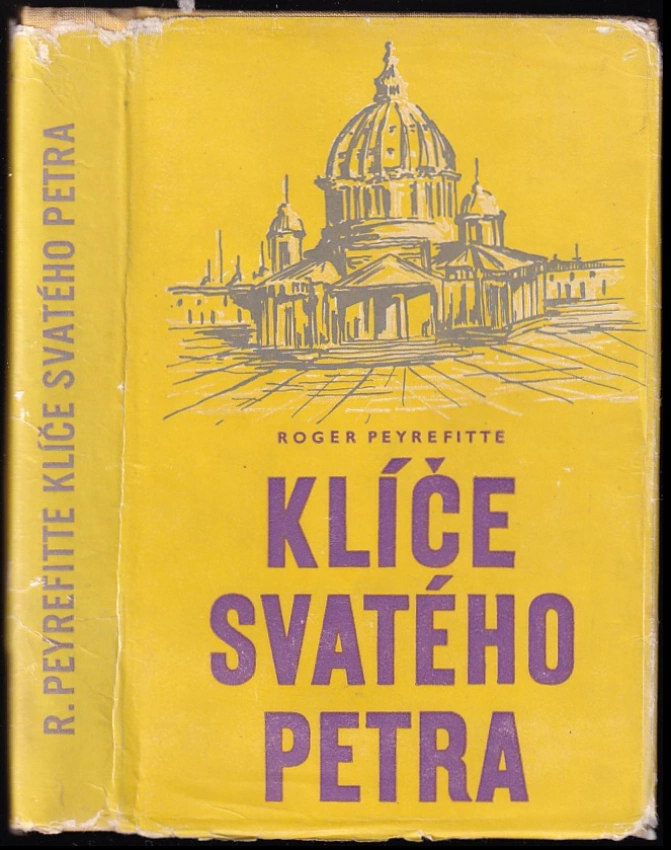 R. PEYREFITTE KLÍČE SVATÉHO PETRA
ROGER PEYREFITTE
KLÍČE
SVATÉHO
PETRA